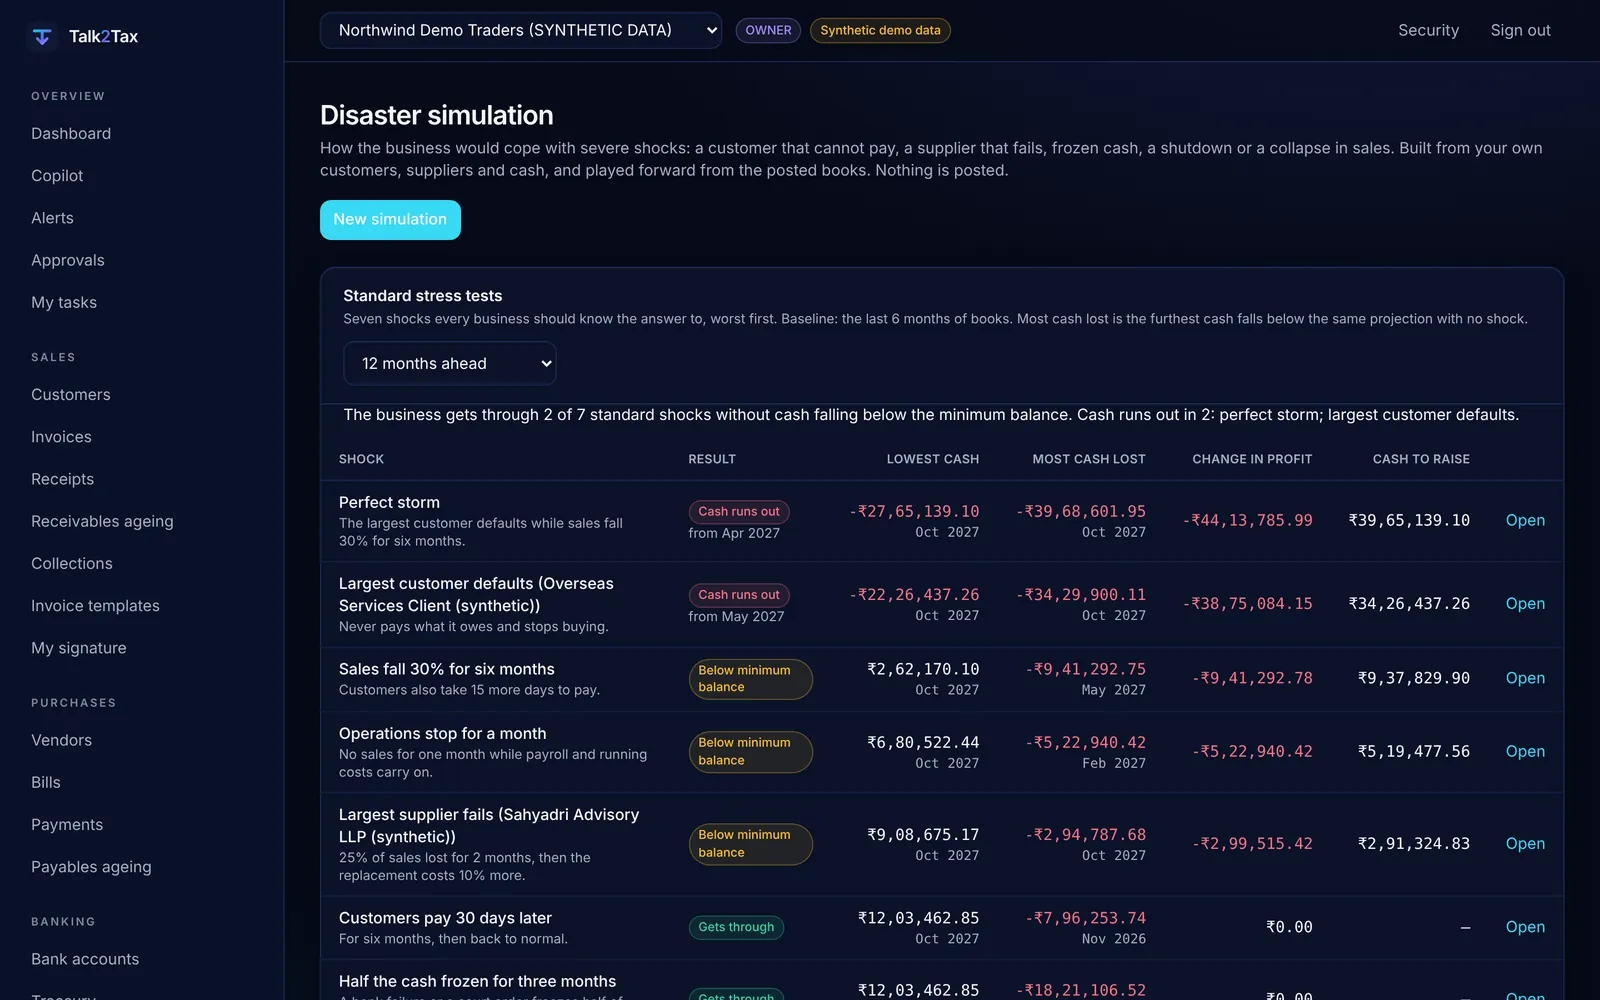 Talk2Tax
Northwind Demo Traders (SYNTHETIC DATA)
OWNER
Synthetic demo data
Security
Sign out
OVERVIEW
Dashboard
Copilot
Alerts
Approvals
My tasks
SALES
Customers
Invoices
Receipts
Receivables ageing
Collections
Invoice templates
My signature
PURCHASES
Vendors
Bills
Payments
Payables ageing
BANKING
Bank accounts
Treasury
Disaster simulation
How the business would cope with severe shocks: a customer that cannot pay, a supplier that fails, frozen cash, a shutdown or a collapse in sales. Built from your own
customers, suppliers and cash, and played forward from the posted books. Nothing is posted.
New simulation
Standard stress tests
Seven shocks every business should know the answer to, worst first. Baseline: the last 6 months of books. Most cash lost is the furthest cash falls below the same projection with no shock.
12 months ahead
The business gets through 2 of 7 standard shocks without cash falling below the minimum balance. Cash runs out in 2: perfect storm; largest customer defaults.
SHOCK RESULT LOWEST CASH MOST CASH LOST CHANGE IN PROFIT CASH TO RAISE
Perfect storm
The largest customer defaults while sales fall
30% for six months.
Cash runs out
from Apr 2027
-₹27,65,139.10
Oct 2027
-₹39,68,601.95
Oct 2027
-₹44,13,785.99
₹39,65,139.10
Open
Largest customer defaults (Overseas
Services Client (synthetic))
Never pays what it owes and stops buying.
Cash runs out
from May 2027
-₹22,26,437.26
Oct 2027
-₹34,29,900.11
Oct 2027
-₹38,75,084.15
₹34,26,437.26
Open
Sales fall 30% for six months
Customers also take 15 more days to pay.
Below minimum
balance
₹2,62,170.10
Oct 2027
-₹9,41,292.75
May 2027
-₹9,41,292.78
₹9,37,829.90
Open
Operations stop for a month
No sales for one month while payroll and running
costs carry on.
Below minimum
balance
₹6,80,522.44
Oct 2027
-₹5,22,940.42
Feb 2027
-₹5,22,940.42
₹5,19,477.56
Open
Largest supplier fails (Sahyadri Advisory
LLP (synthetic))
25% of sales lost for 2 months, then the
replacement costs 10% more.
Below minimum
balance
₹9,08,675.17
Oct 2027
-₹2,94,787.68
Oct 2027
-₹2,99,515.42
₹2,91,324.83
Open
Customers pay 30 days later
For six months, then back to normal.
Gets through
₹12,03,462.85
Oct 2027
-₹7,96,253.74
Nov 2026
₹0.00
—
Open
Half the cash frozen for three months
A bank failure or a court order freezes half of
Gets through
₹12,03,462.85
-₹18,21,106.52
₹0.00
Open